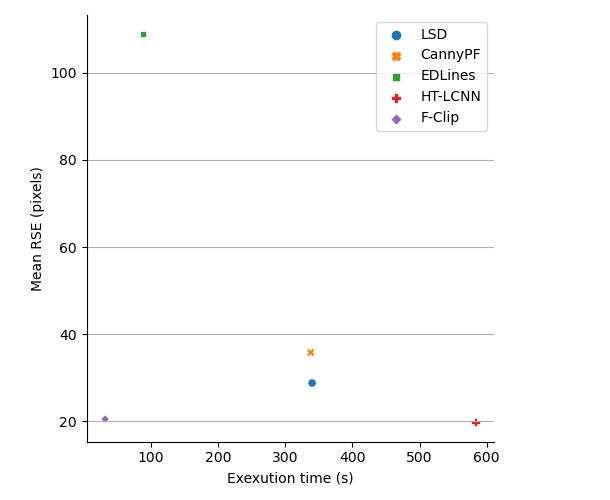 LSD
CannyPF
EDLines
HT-LCNN
F-Clip
100
80
60
40
20
Mean RSE (pixels)
100 200 300 400 500 600
Exexution time (s)